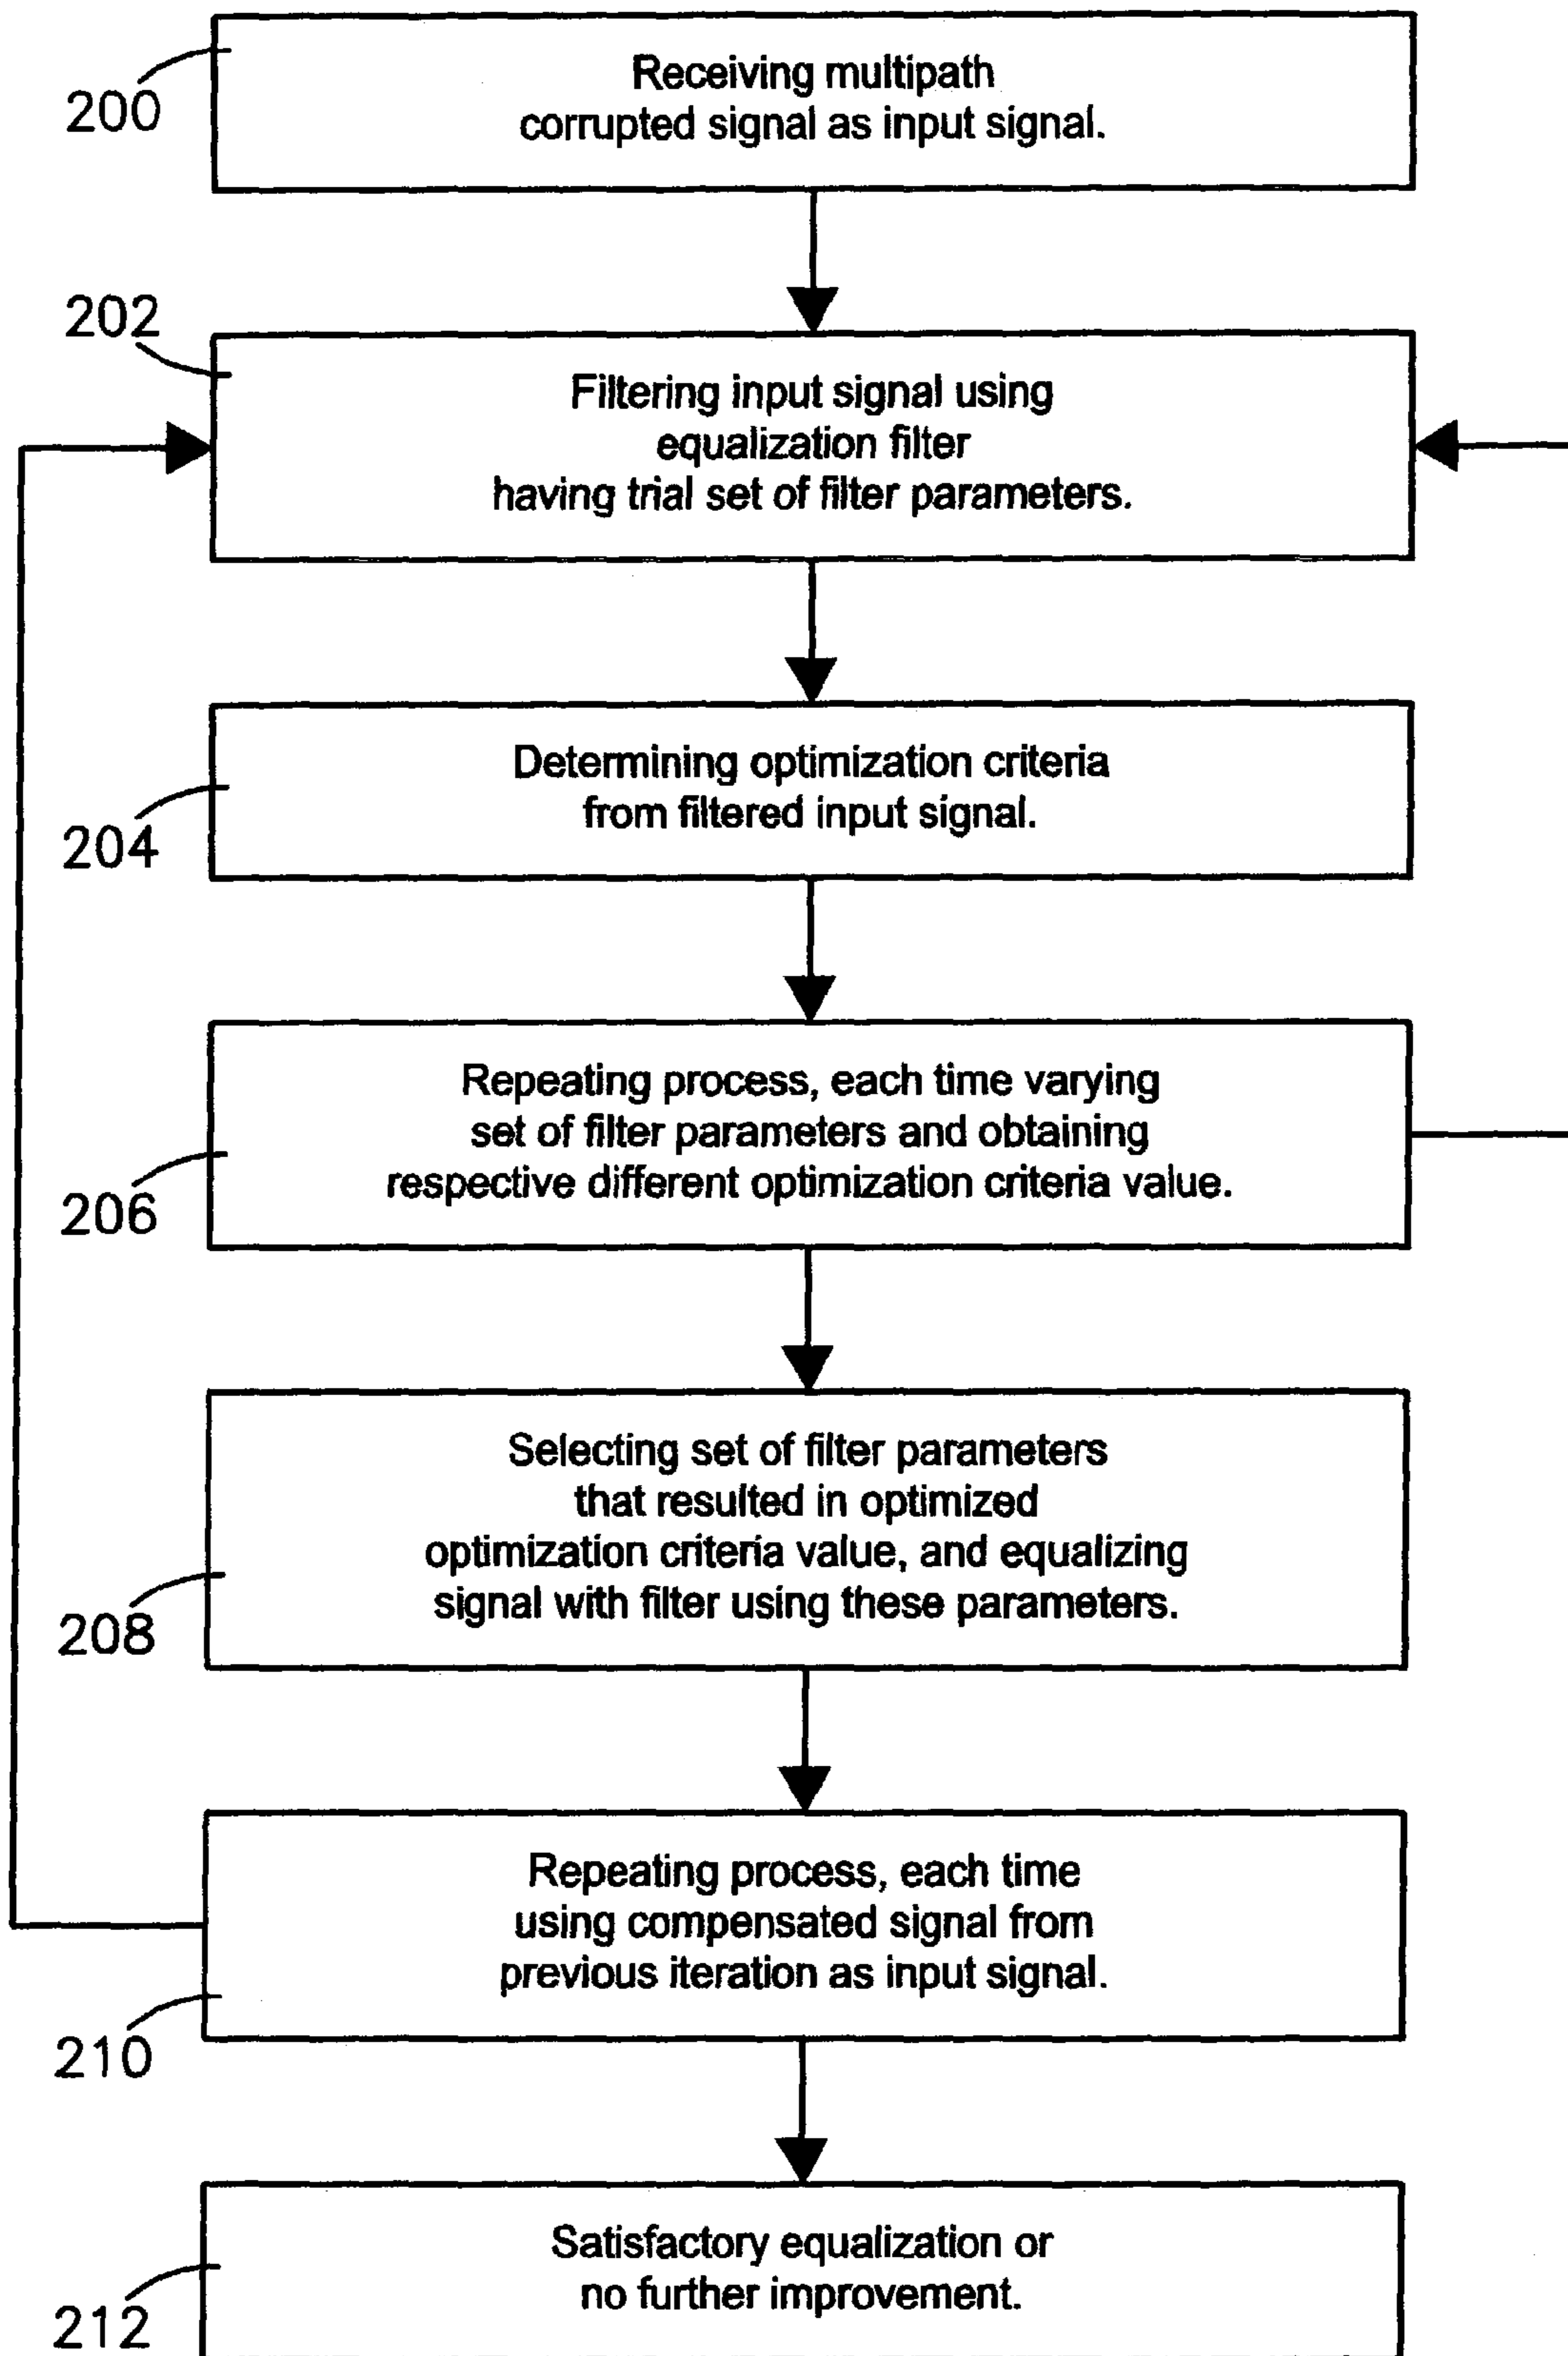 Receiving multipath
corrupted signal as input signal.
200
202
Filtering input signal using
equalization filter
having trial set of filter parameters.
Determining optimization criteria
from filtered input signal.
204
Repeating process, each time varying
set of filter parameters and obtaining
respective different optimization criteria value.
206
Selecting set of filter parameters
that resulted in optimized
optimization criteria value, and equalizing
signal with filter using these parameters.
208
Repeating process, each time
using compensated signal from
previous iteration as input signal.
210
Satisfactory equalization or
no further improvement.
212